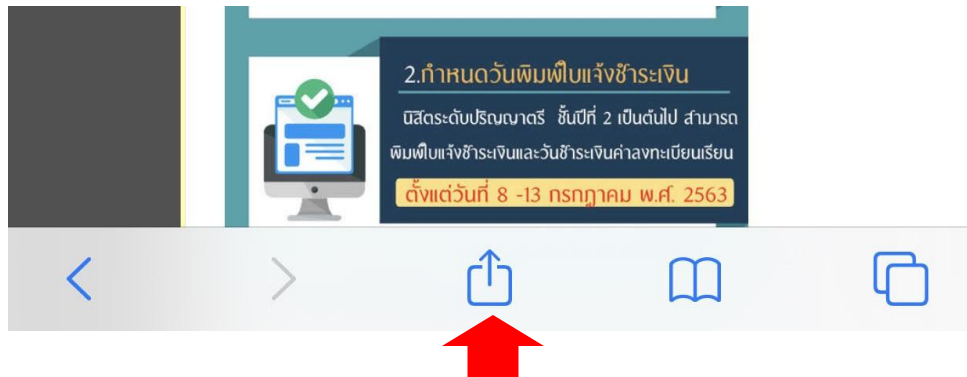 2.กำหนดวันพิมพ์ใบแจ้งชำระเงิน
นิสิตระดับปริญญาตรี ชั้นปีที่ 2 เป็นต้นไป สามารถ
พิมพ์ใบแจ้งชำระเงินและวันชำระเงินค่าลงทะเบียนเรียน
ตั้งแต่วันที่ 8 -13 กรกฎาคม พ.ศ. 2563